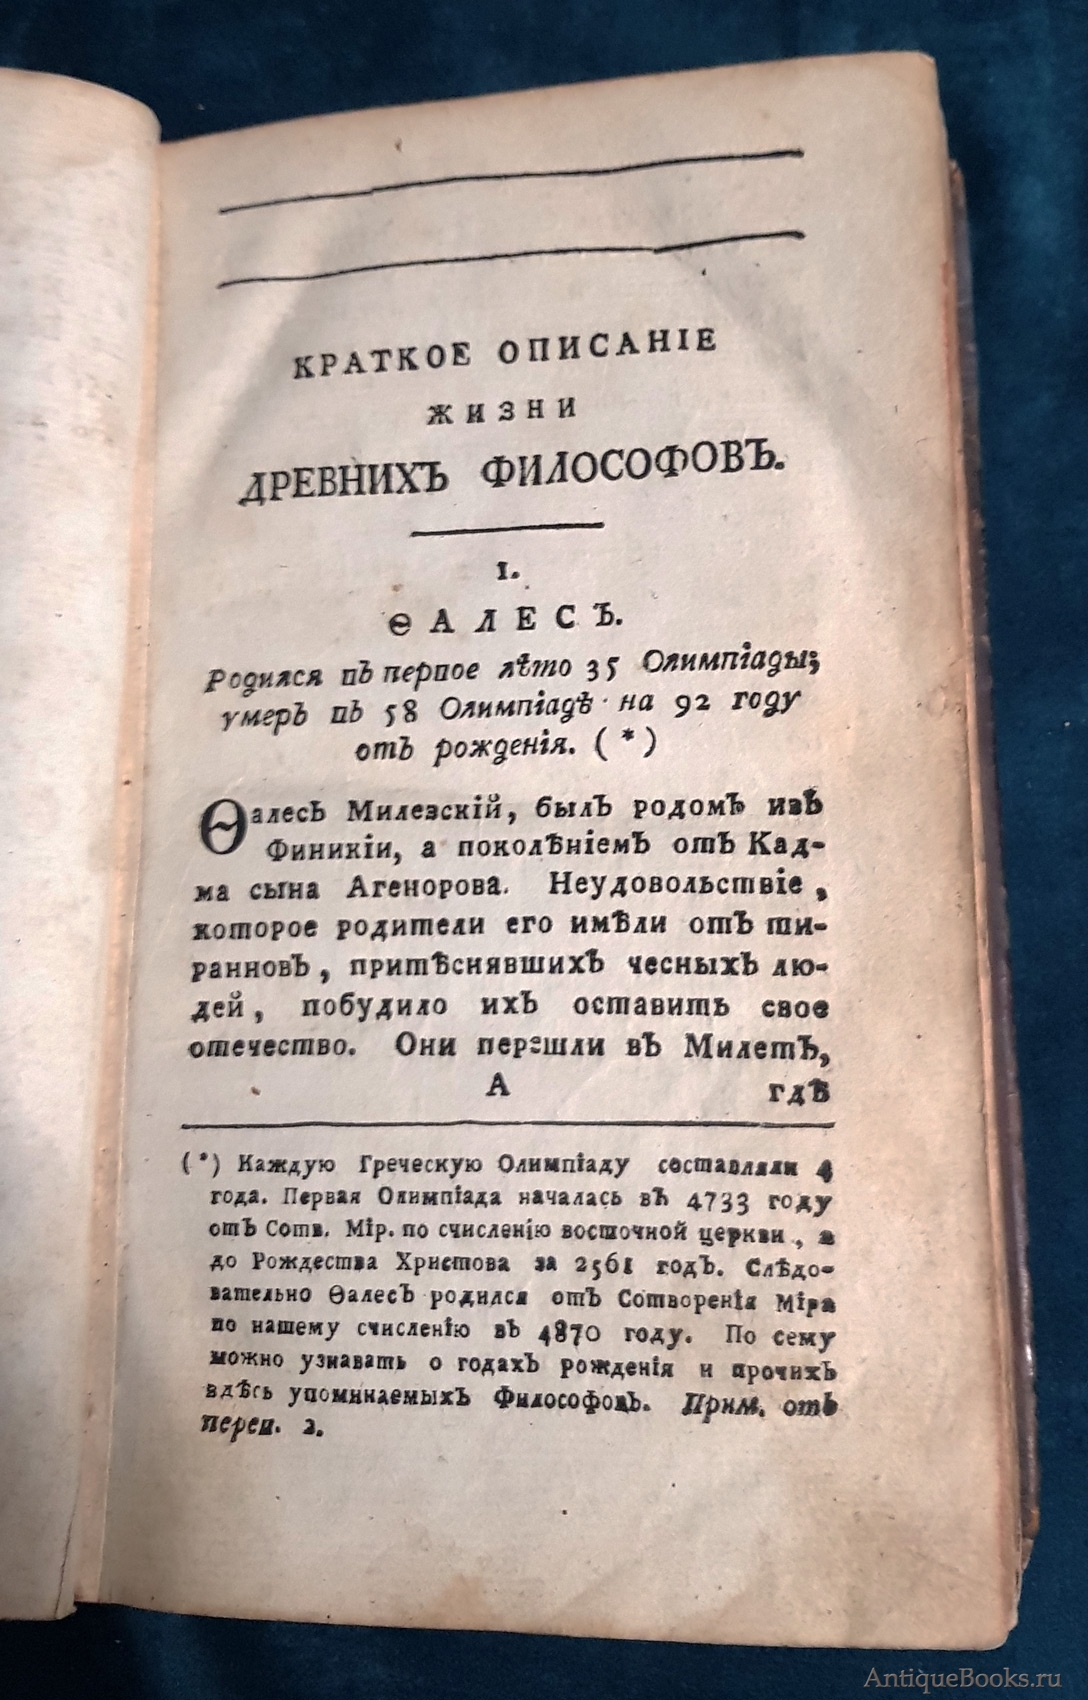 КРАТКОЕ ОПИСАНІЕ
ЖИЗНИ
ДРЕВНИХЪ ФИЛОСОФОВЪ.
I.
ѲАЛЕСЪ.
Родился въ первое лѣто 35 Олимпіады;
умеръ въ 58 Олимпіадѣ на 92 году
отъ рожденія. (*)
Ѳалесъ Милезскій, былъ родомъ изъ
Финикіи, а поколѣніемъ отъ Кад-
ма сына Агенорова. Неудовольствіе,
которое родители его имѣли отъ ти-
ранновъ, притѣснявшихъ чесныхъ лю-
дей, побудило ихъ оставить свое
отечество. Они перешли въ Милетъ,
А гдѣ
(*) Каждую Греческую Олимпіаду составляли 4
года. Первая Олимпіада началась въ 4733 году
отъ Сотв. Мір. по счисленію восточной церкви, а
до Рождества Христова за 2561 годъ. Слѣдо-
вательно Ѳалесъ родился отъ Сотворенія Міра
по нашему счисленію въ 4870 году. По сему
можно узнавать о годахъ рожденія и прочихъ
здѣсь упоминаемыхъ Философовъ. Прим. отъ
перев. 2.
AntiqueBooks.ru